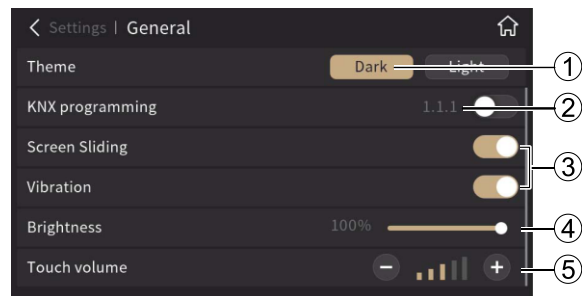 Settings | General
Theme Dark Light 1
KNX programming 1.1.1 2
Screen Sliding
3
Vibration
Brightness 100% 4
Touch volume − + 5